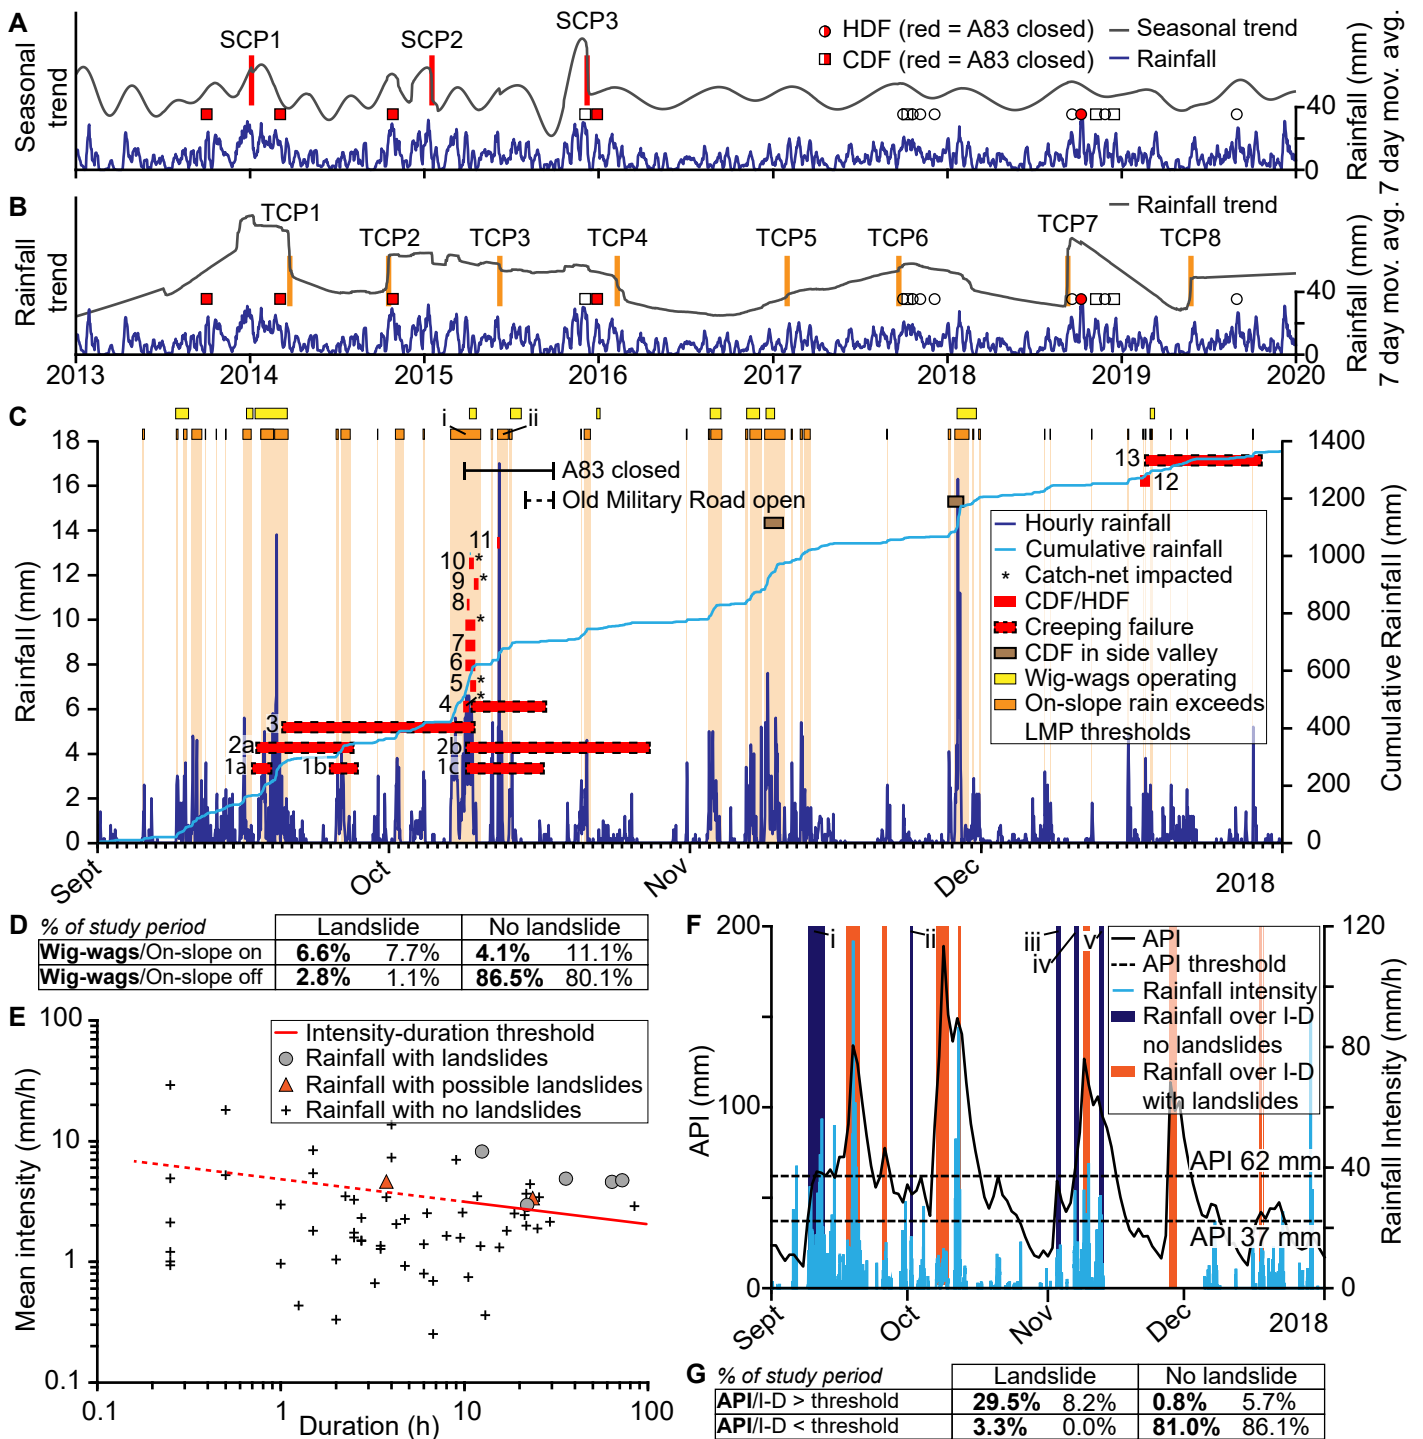 A
Seasonal trend
SCP1
SCP2
SCP3
HDF (red = A83 closed)
CDF (red = A83 closed)
Seasonal trend
Rainfall
40
0
Rainfall (mm)
7 day mov. avg.
B
Rainfall trend
TCP1
TCP2
TCP3
TCP4
TCP5
TCP6
TCP7
TCP8
Rainfall trend
40
0
Rainfall (mm)
7 day mov. avg.
2013 2014 2015 2016 2017 2018 2019 2020
C
i
ii
18
16
14
12
10
8
6
4
2
0
Rainfall (mm)
A83 closed
Old Military Road open
13
12
11
10
*
9
*
8
*
7
6
5
*
4
*
3
2a
2b
1a
1b
1c
Hourly rainfall
Cumulative rainfall
* Catch-net impacted
CDF/HDF
Creeping failure
CDF in side valley
Wig-wags operating
On-slope rain exceeds
LMP thresholds
1400
1200
1000
800
600
400
200
0
Cumulative Rainfall (mm)
Sept Oct Nov Dec 2018
D
% of study period Landslide No landslide
Wig-wags/On-slope on 6.6% 7.7% 4.1% 11.1%
Wig-wags/On-slope off 2.8% 1.1% 86.5% 80.1%
E
100
10
1
0.1
Mean intensity (mm/h)
Intensity-duration threshold
Rainfall with landslides
Rainfall with possible landslides
Rainfall with no landslides
0.1 1 10 100
Duration (h)
F
200
100
0
API (mm)
i
ii
iii
iv
v
API
API threshold
Rainfall intensity
Rainfall over I-D
no landslides
Rainfall over I-D
with landslides
API 62 mm
API 37 mm
120
80
40
0
Rainfall Intensity (mm/h)
Sept Oct Nov Dec 2018
G
% of study period Landslide No landslide
API/I-D > threshold 29.5% 8.2% 0.8% 5.7%
API/I-D < threshold 3.3% 0.0% 81.0% 86.1%